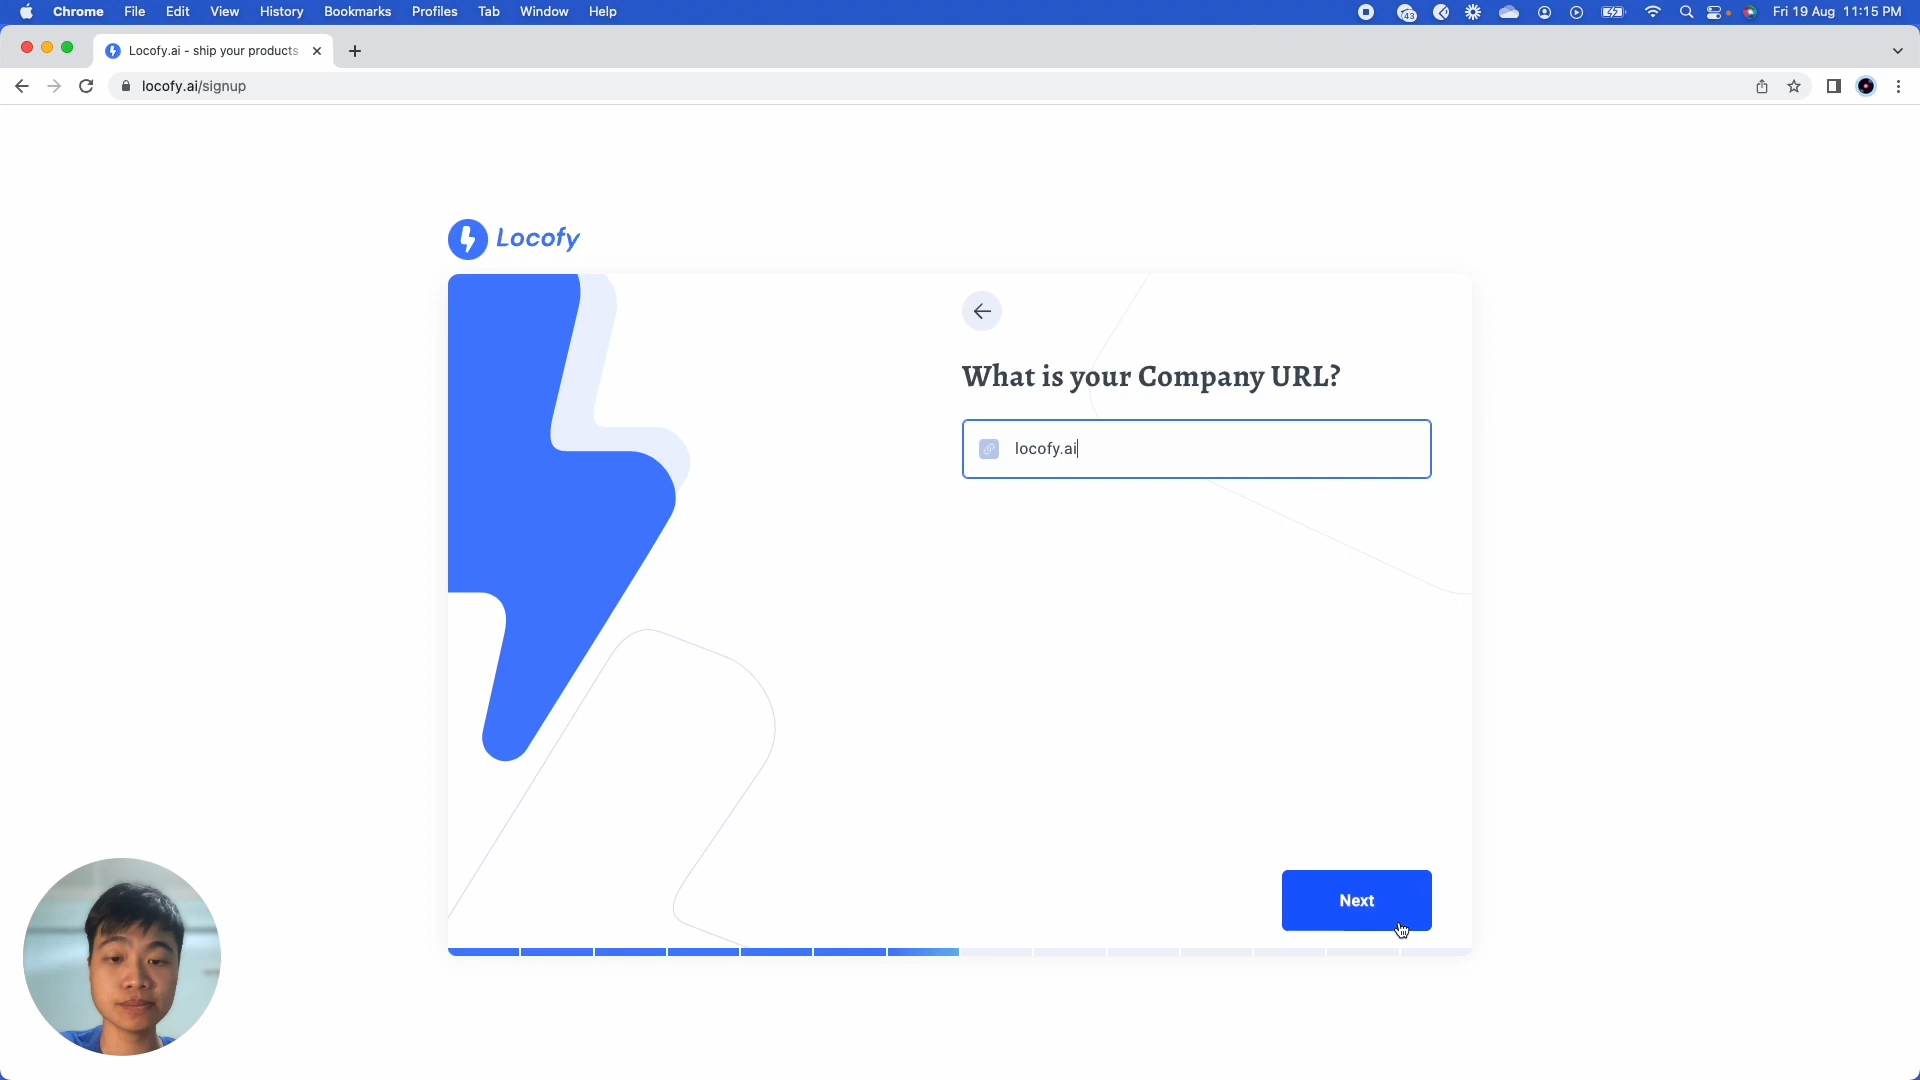 Chrome File Edit View History Bookmarks Profiles Tab Window Help
43
Fri 19 Aug 11:15 PM
Locofy.ai - ship your products
locofy.ai/signup
Locofy
What is your Company URL?
locofy.ai
Next